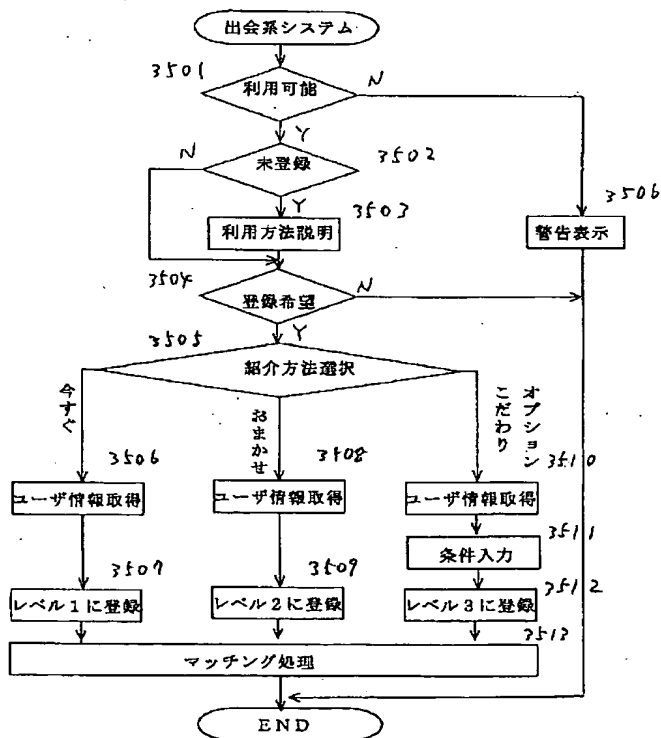 出会系システム
3501
利用可能
N
Y
N
未登録
3502
Y
3503
3506
利用方法説明
警告表示
3504
登録希望
N
Y
3505
紹介方法選択
今すぐ
おまかせ
オプション
こだわり
3506
3408
3510
ユーザ情報取得
ユーザ情報取得
ユーザ情報取得
3511
条件入力
3507
3509
3512
レベル1に登録
レベル2に登録
レベル3に登録
3513
マッチング処理
END